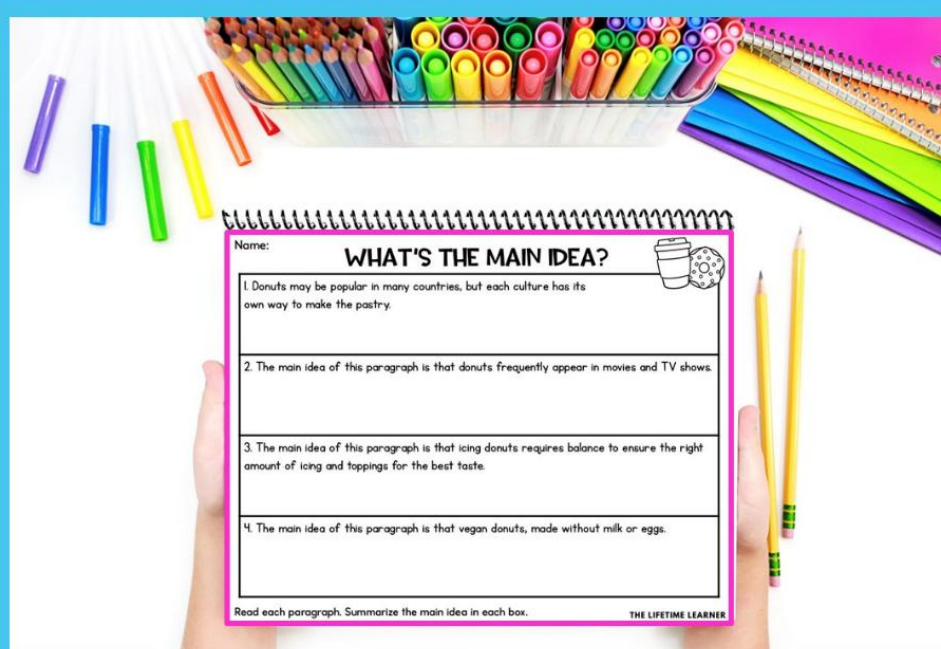 Name:
WHAT'S THE MAIN IDEA?
1. Donuts may be popular in many countries, but each culture has its
own way to make the pastry.
2. The main idea of this paragraph is that donuts frequently appear in movies and TV shows.
3. The main idea of this paragraph is that icing donuts requires balance to ensure the right
amount of icing and toppings for the best taste.
4. The main idea of this paragraph is that vegan donuts, made without milk or eggs.
Read each paragraph. Summarize the main idea in each box.
THE LIFETIME LEARNER